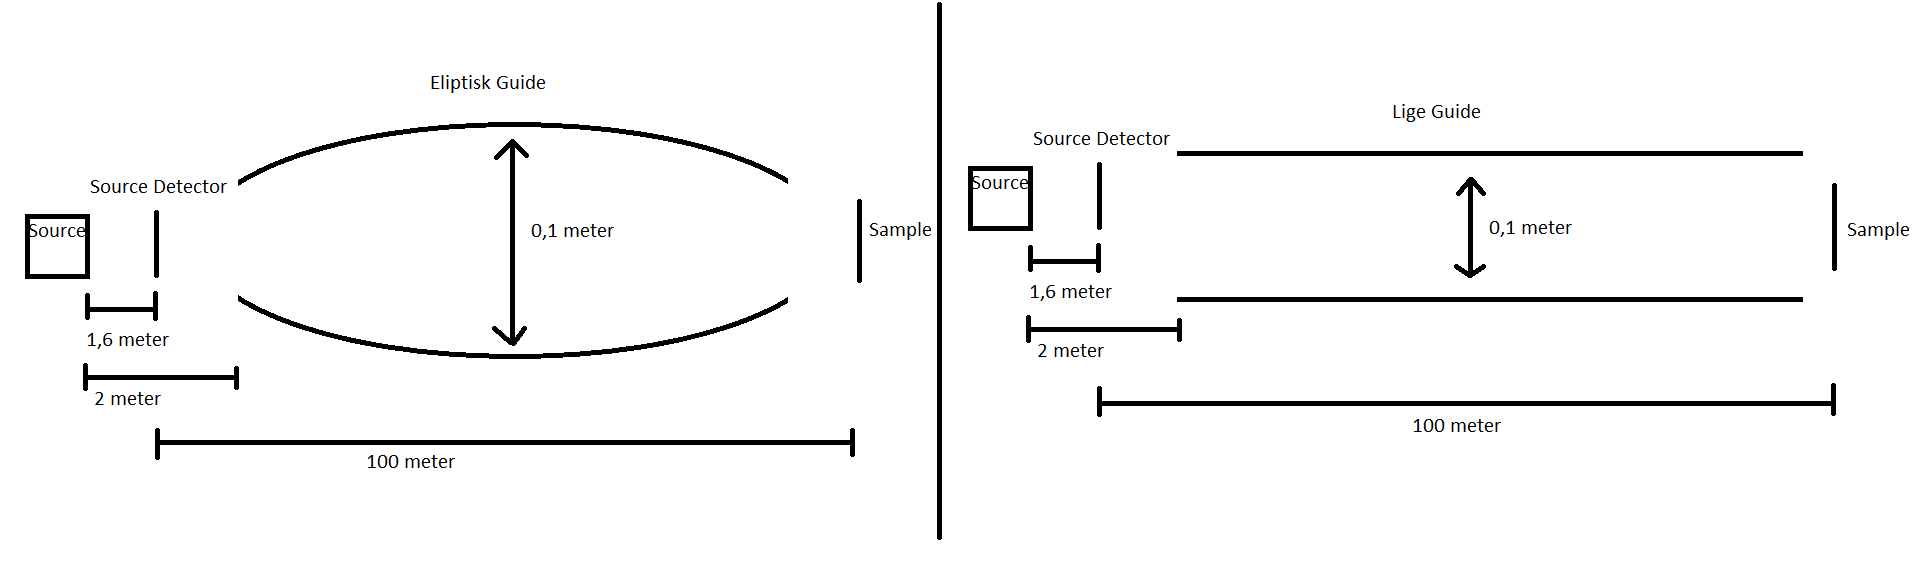 Eliptisk Guide
Source Detector
Source
0,1 meter
Sample
1,6 meter
2 meter
100 meter
Lige Guide
Source Detector
Source
0,1 meter
Sample
1,6 meter
2 meter
100 meter